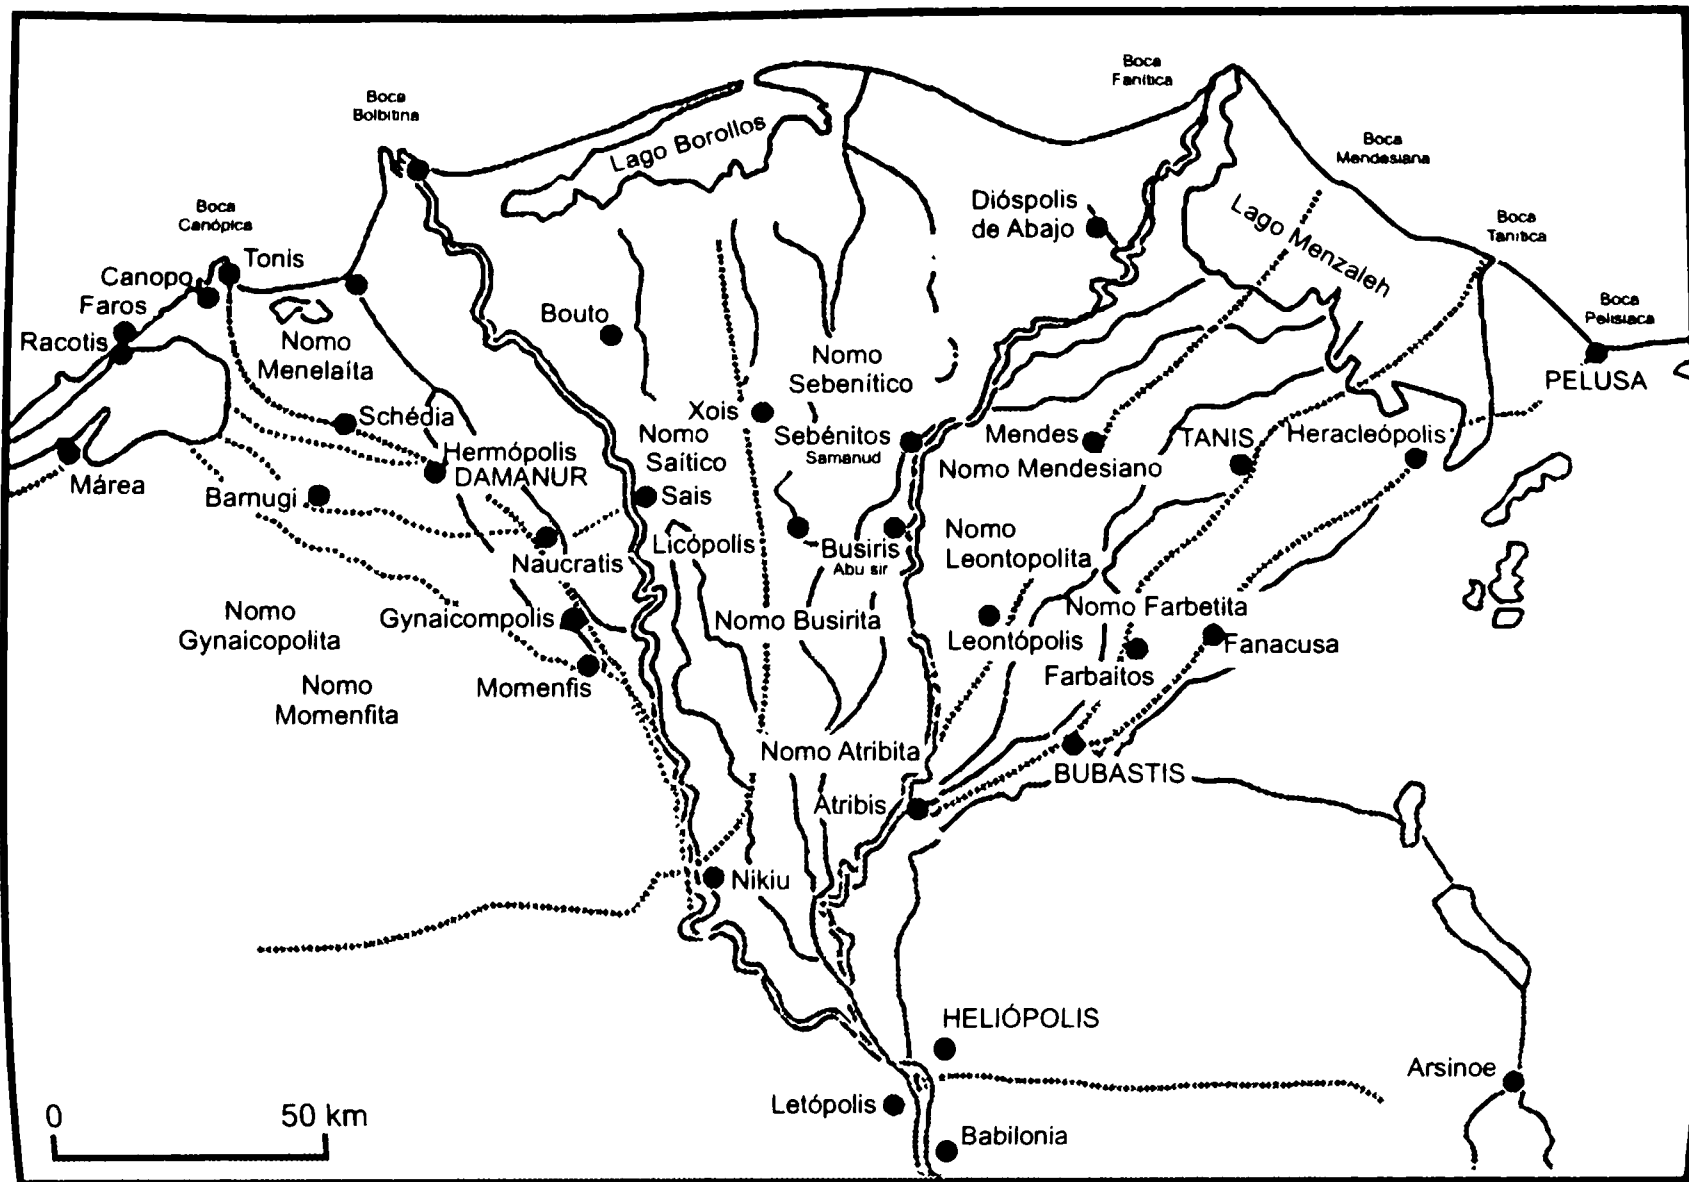 Boca
Fanítica
Boca
Bolbitina
Lago Borollos
Boca
Mendesiana
Boca
Canópica
Dióspolis
de Abajo
Lago Menzaleh
Boca
Tanítica
Tonis
Canopo
Faros
Racotis
Nomo
Menelaíta
Bouto
Boca
Pelisiaca
PELUSA
Nomo
Sebenítico
Xois
Schédia
Nomo
Saítico
Sebénitos
Samanud
Mendes
Nomo Mendesiano
TANIS
Heracleópolis
Hermópolis
DAMANUR
Márea
Barnugi
Sais
Licópolis
Busiris
Abu sir
Nomo
Leontopolita
Naucratis
Nomo
Gynaicopolita
Gynaicompolis
Nomo Busirita
Nomo Farbetita
Leontópolis
Fanacusa
Farbaitos
Nomo
Momenfita
Momenfis
Nomo Atribita
BUBASTIS
Atribis
Nikiu
HELIÓPOLIS
Arsinoe
Letópolis
Babilonia
0 50 km